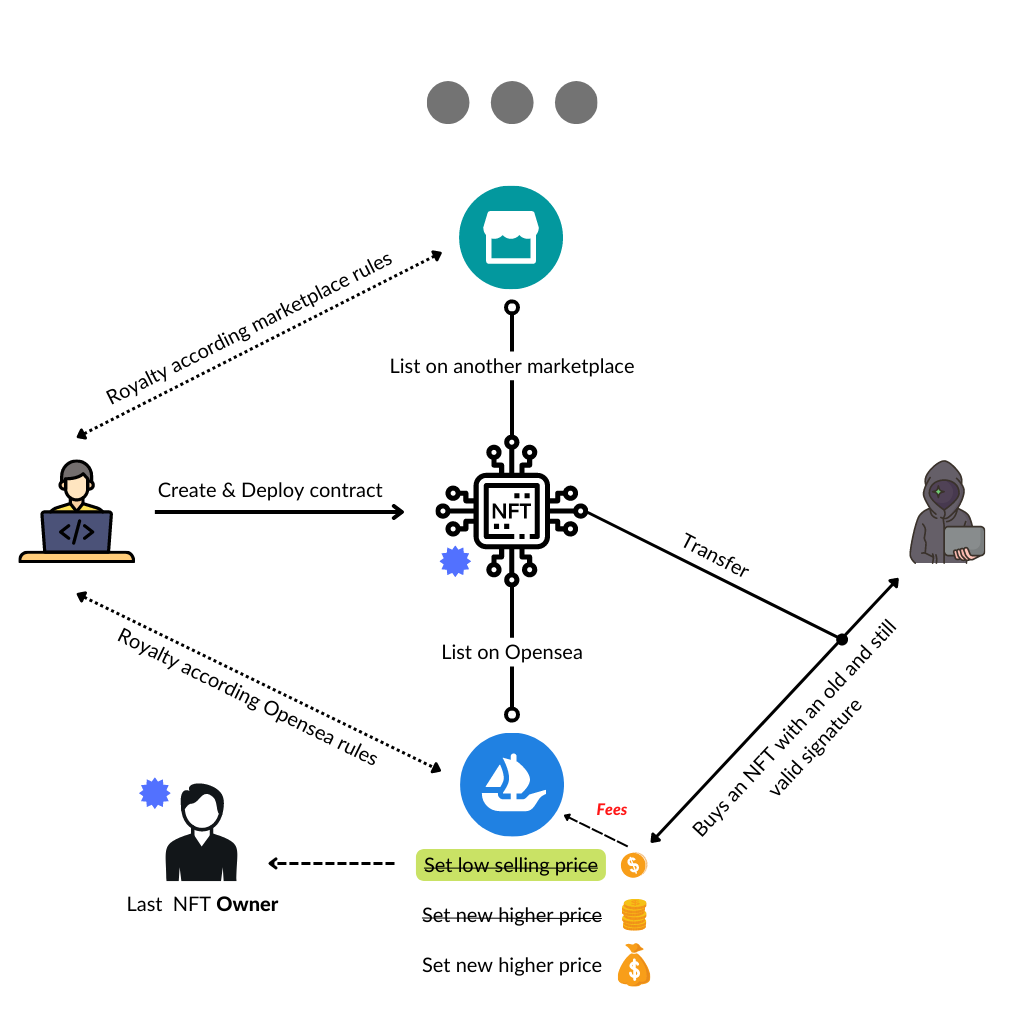 Royalty according marketplace rules
List on another marketplace
Create & Deploy contract
NFT
Transfer
List on Opensea
Royalty according Opensea rules
Buys an NFT with an old and still
valid signature
Fees
Set low selling price
Last NFT Owner
Set new higher price
Set new higher price